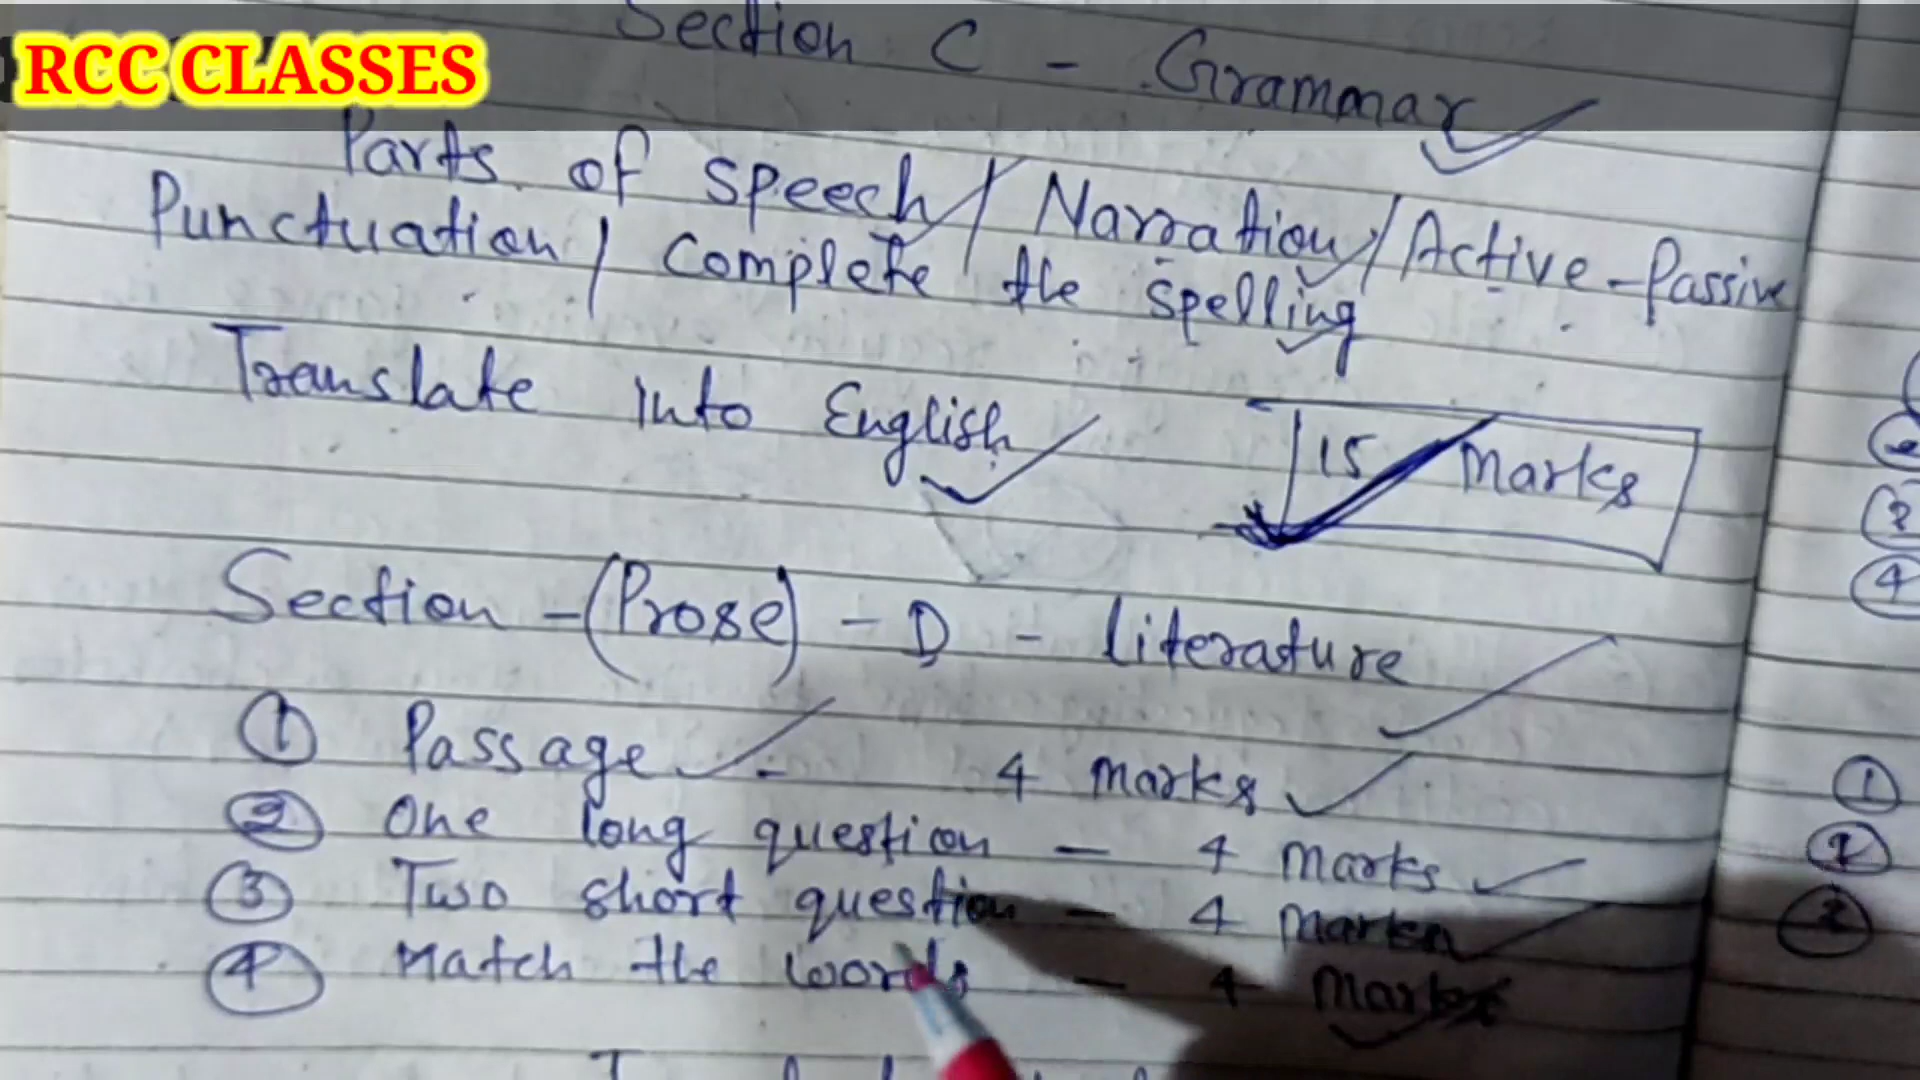 Section C - Grammar
RCC CLASSES
Parts of speech / Narration / Active-Passive
Punctuation / Complete the spelling
Translate into English
15 Marks
Section - (Prose) - D - literature
① Passage - 4 Marks
② One long question - 4 Marks
③ Two short question - 4 Marks
④ Match the words - 4 Marks